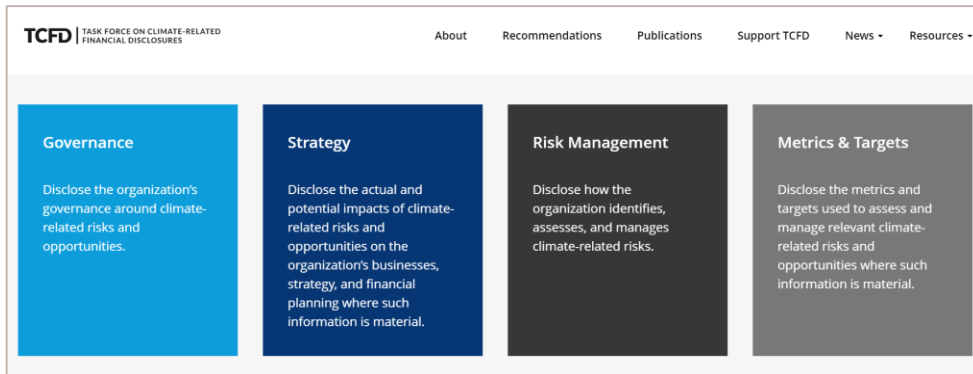 TCFD
TASK FORCE ON CLIMATE-RELATED
FINANCIAL DISCLOSURES
About
Recommendations
Publications
Support TCFD
News
Resources
Governance
Disclose the organization's
governance around climate-
related risks and
opportunities.
Strategy
Disclose the actual and
potential impacts of climate-
related risks and
opportunities on the
organization's businesses,
strategy, and financial
planning where such
information is material.
Risk Management
Disclose how the
organization identifies,
assesses, and manages
climate-related risks.
Metrics & Targets
Disclose the metrics and
targets used to assess and
manage relevant climate-
related risks and
opportunities where such
information is material.